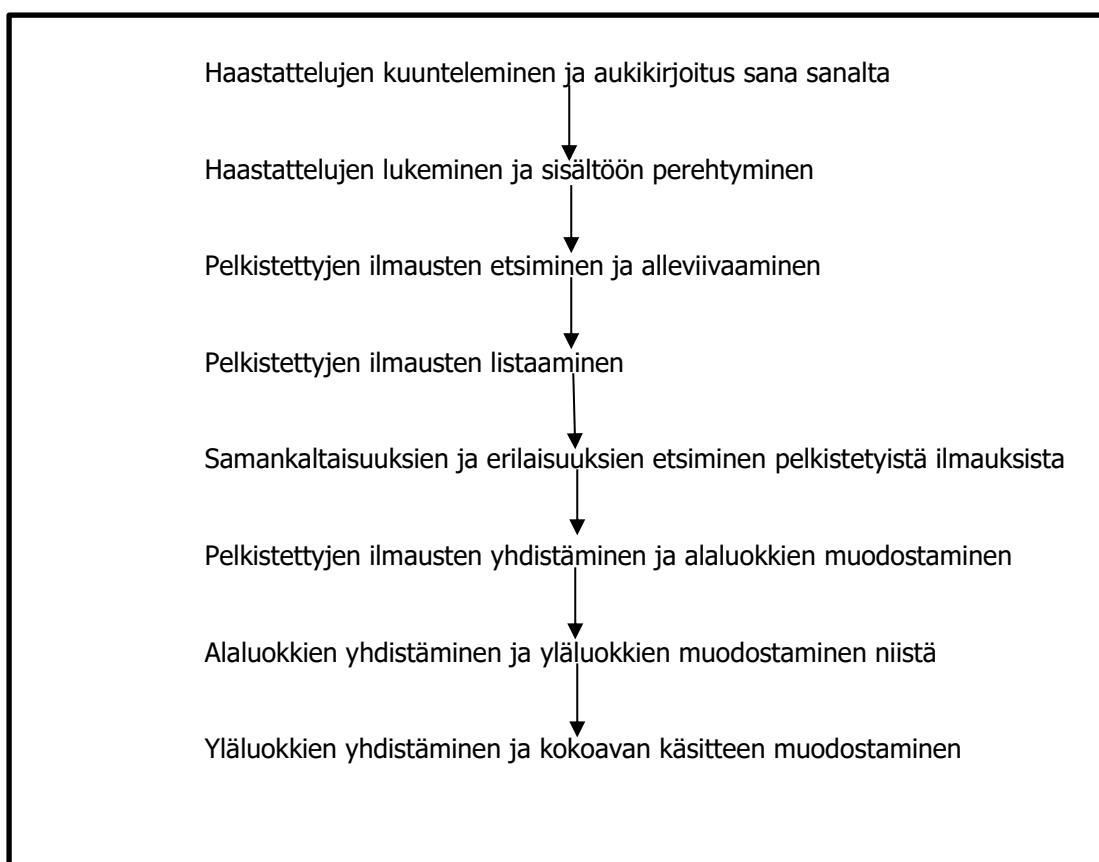 Haastattelujen kuunteleminen ja aukikirjoitus sana sanalta
Haastattelujen lukeminen ja sisältöön perehtyminen
Pelkistettyjen ilmausten etsiminen ja alleviivaaminen
Pelkistettyjen ilmausten listaaminen
Samankaltaisuuksien ja erilaisuuksien etsiminen pelkistetyistä ilmauksista
Pelkistettyjen ilmausten yhdistäminen ja alaluokkien muodostaminen
Alaluokkien yhdistäminen ja yläluokkien muodostaminen niistä
Yläluokkien yhdistäminen ja kokoavan käsitteen muodostaminen